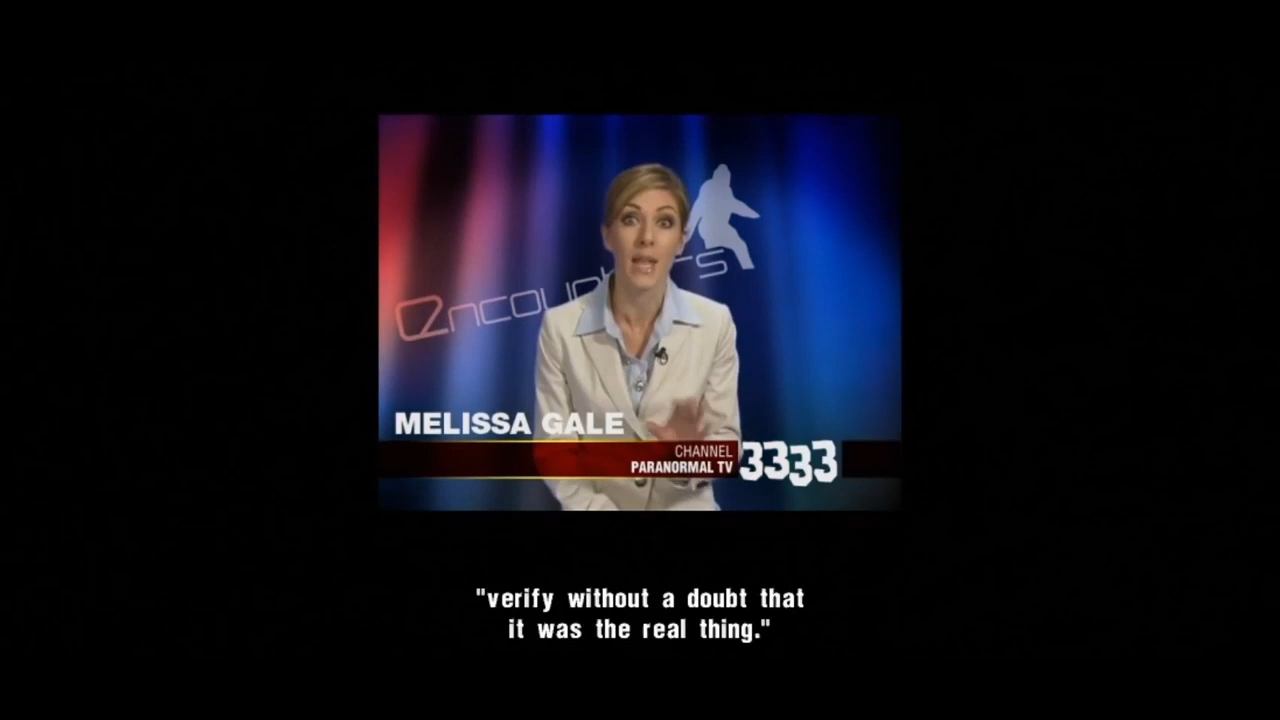 encounters
MELISSA GALE
CHANNEL
PARANORMAL TV 3333
"verify without a doubt that
it was the real thing."